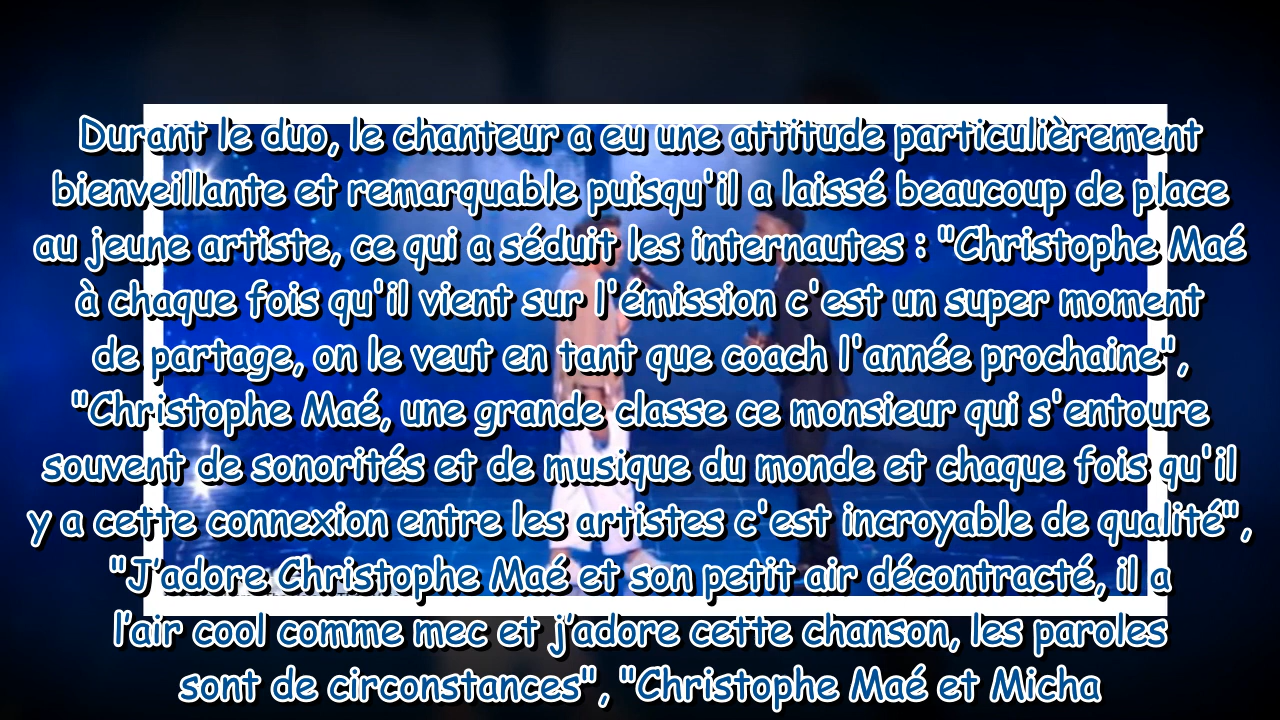 Durant le duo, le chanteur a eu une attitude particulièrement
bienveillante et remarquable puisqu'il a laissé beaucoup de place
au jeune artiste, ce qui a séduit les internautes : "Christophe Maé
à chaque fois qu'il vient sur l'émission c'est un super moment
de partage, on le veut en tant que coach l'année prochaine",
"Christophe Maé, une grande classe ce monsieur qui s'entoure
souvent de sonorités et de musique du monde et chaque fois qu'il
y a cette connexion entre les artistes c'est incroyable de qualité",
"J’adore Christophe Maé et son petit air décontracté, il a
l’air cool comme mec et j’adore cette chanson, les paroles
sont de circonstances", "Christophe Maé et Micha